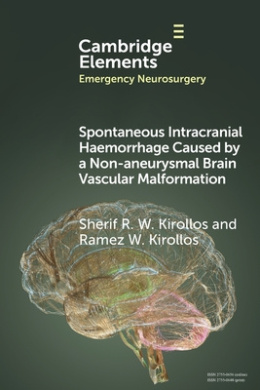 Cambridge
Elements
Emergency Neurosurgery
Spontaneous Intracranial
Haemorrhage Caused by
a Non-aneurysmal Brain
Vascular Malformation
Sherif R. W. Kirollos and
Ramez W. Kirollos